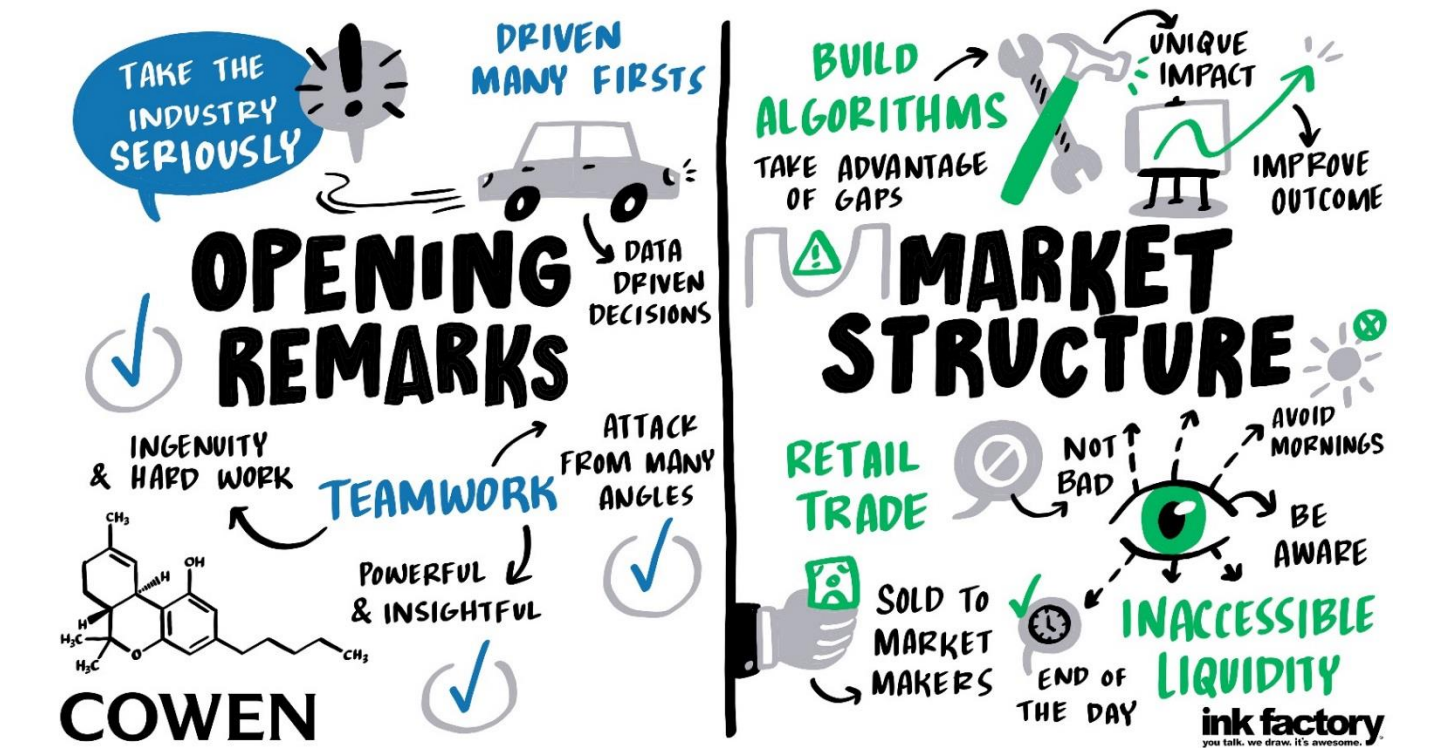 TAKE THE
INDUSTRY
SERIOUSLY
DRIVEN
MANY FIRSTS
DATA
DRIVEN
DECISIONS
OPENING
REMARKS
INGENUITY
& HARD WORK
TEAMWORK
ATTACK
FROM MANY
ANGLES
POWERFUL
& INSIGHTFUL
CH3
OH
H
H
H3C
H3C
O
CH3
COWEN
BUILD
ALGORITHMS
TAKE ADVANTAGE
OF GAPS
UNIQUE
IMPACT
IMPROVE
OUTCOME
MARKET
STRUCTURE
RETAIL
TRADE
NOT
BAD
AVOID
MORNINGS
BE
AWARE
SOLD TO
MARKET
MAKERS
END OF
THE DAY
INACCESSIBLE
LIQUIDITY
ink factory
you talk. we draw. it's awesome.